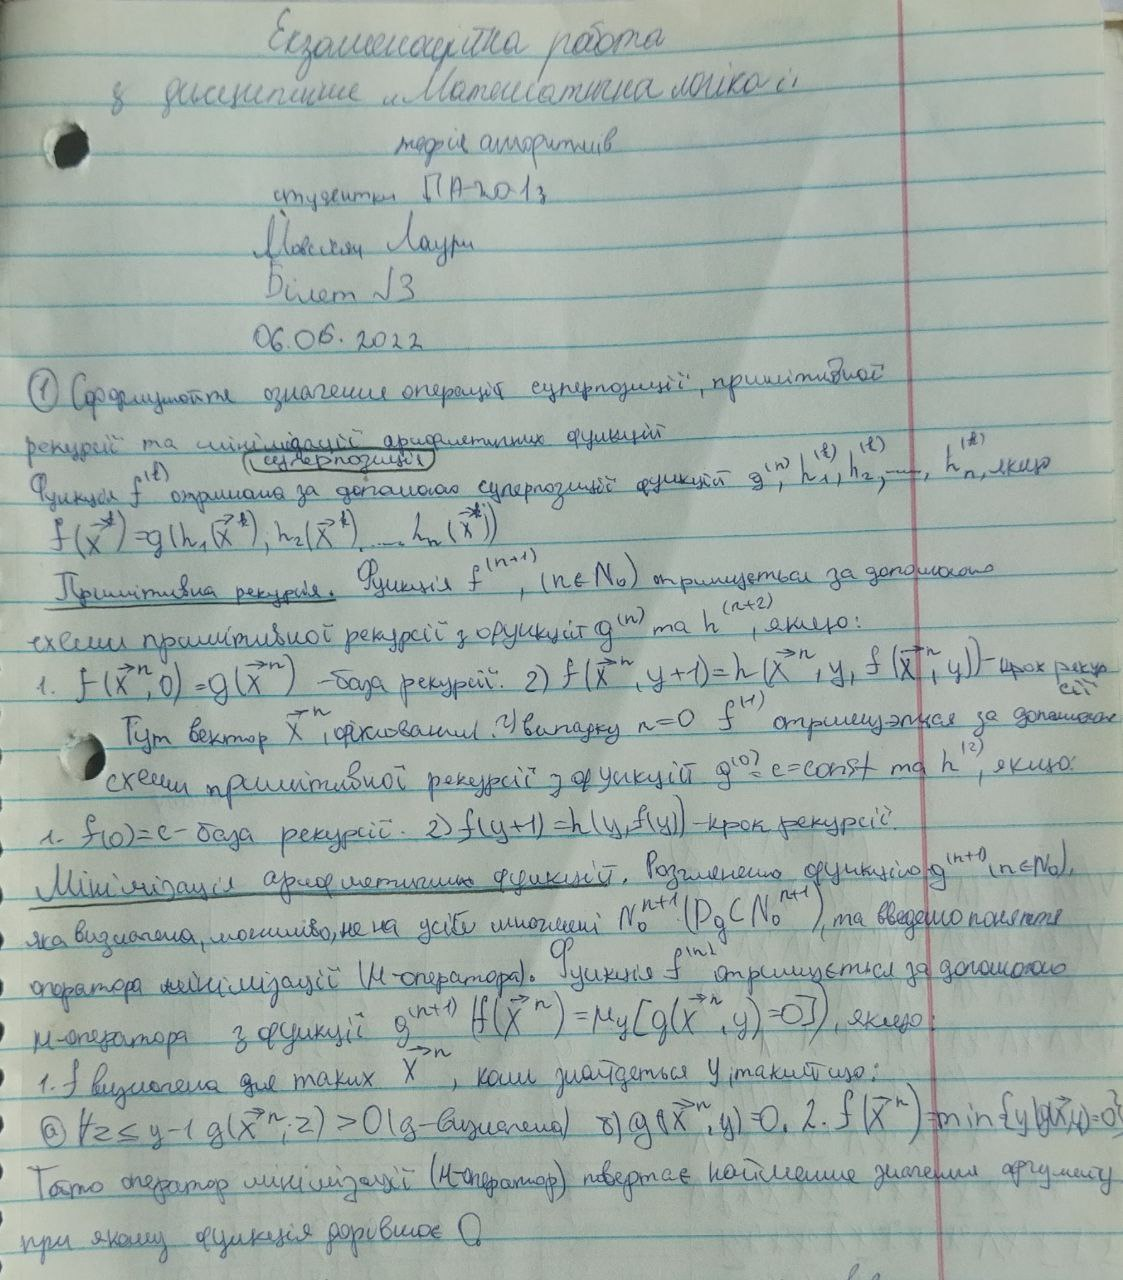 Екзаменаційна робота
з дисципліни „Математична логіка і
теорія алгоритмів
студентки ПА-20-1з
Мовсесян Лаури
Білет №3
06.06.2022
① Сформулюйте означення операцій суперпозиції, примітивної
рекурсії та мінімізації арифметичних функцій
суперпозиція
Функція f⁽ᵏ⁾ отримана за допомогою суперпозиції функцій g⁽ⁿ⁾, h₁⁽ᵏ⁾, h₂⁽ᵏ⁾, ..., hₙ⁽ᵏ⁾, якщо
f(x⃗ᵏ)=g(h₁(x⃗ᵏ), h₂(x⃗ᵏ), ... hₙ(x⃗ᵏ))
Примітивна рекурсія. Функція f⁽ⁿ⁺¹⁾, (n∈N₀) отримується за допомогою
схеми примітивної рекурсії з функцій g⁽ⁿ⁾ та h⁽ⁿ⁺²⁾, якщо:
1. f(x⃗ⁿ, 0)=g(x⃗ⁿ) -база рекурсії. 2) f(x⃗ⁿ, y+1)=h(x⃗ⁿ, y, f(x⃗ⁿ, y))-крок рекурсії
Тут вектор x⃗ⁿ, фіксований. У випадку n=0 f⁽¹⁾ отримується за допомогою
схеми примітивної рекурсії з функцій g⁽⁰⁾=c=const та h⁽²⁾, якщо:
1. f(0)=c- база рекурсії. 2) f(y+1)=h(y, f(y))-крок рекурсії.
Мінімізація арифметичних функцій. Розглянемо функцію g⁽ⁿ⁺¹⁾ (n∈N₀),
яка визначена, можливо, не на усій множині N₀ⁿ⁺¹ (Dg⊂N₀ⁿ⁺¹), та введемо поняття
оператора мінімізації (μ-оператора). Функція f⁽ⁿ⁾ отримується за допомогою
μ-оператора з функції g⁽ⁿ⁺¹⁾ (f(x⃗ⁿ)=μy[g(x⃗ⁿ, y)=0]), якщо:
1. f визначена для таких x⃗ⁿ, коли знайдеться y, такий що:
а) ∀z≤y-1 g(x⃗ⁿ, z)>0 (g-визначена) б) g(x⃗ⁿ, y)=0. 2. f(x⃗ⁿ)=min{y|g(x⃗,y)=0}
Тобто оператор мінімізації (μ-оператор) повертає найменше значення аргументу
при якому функція дорівнює 0